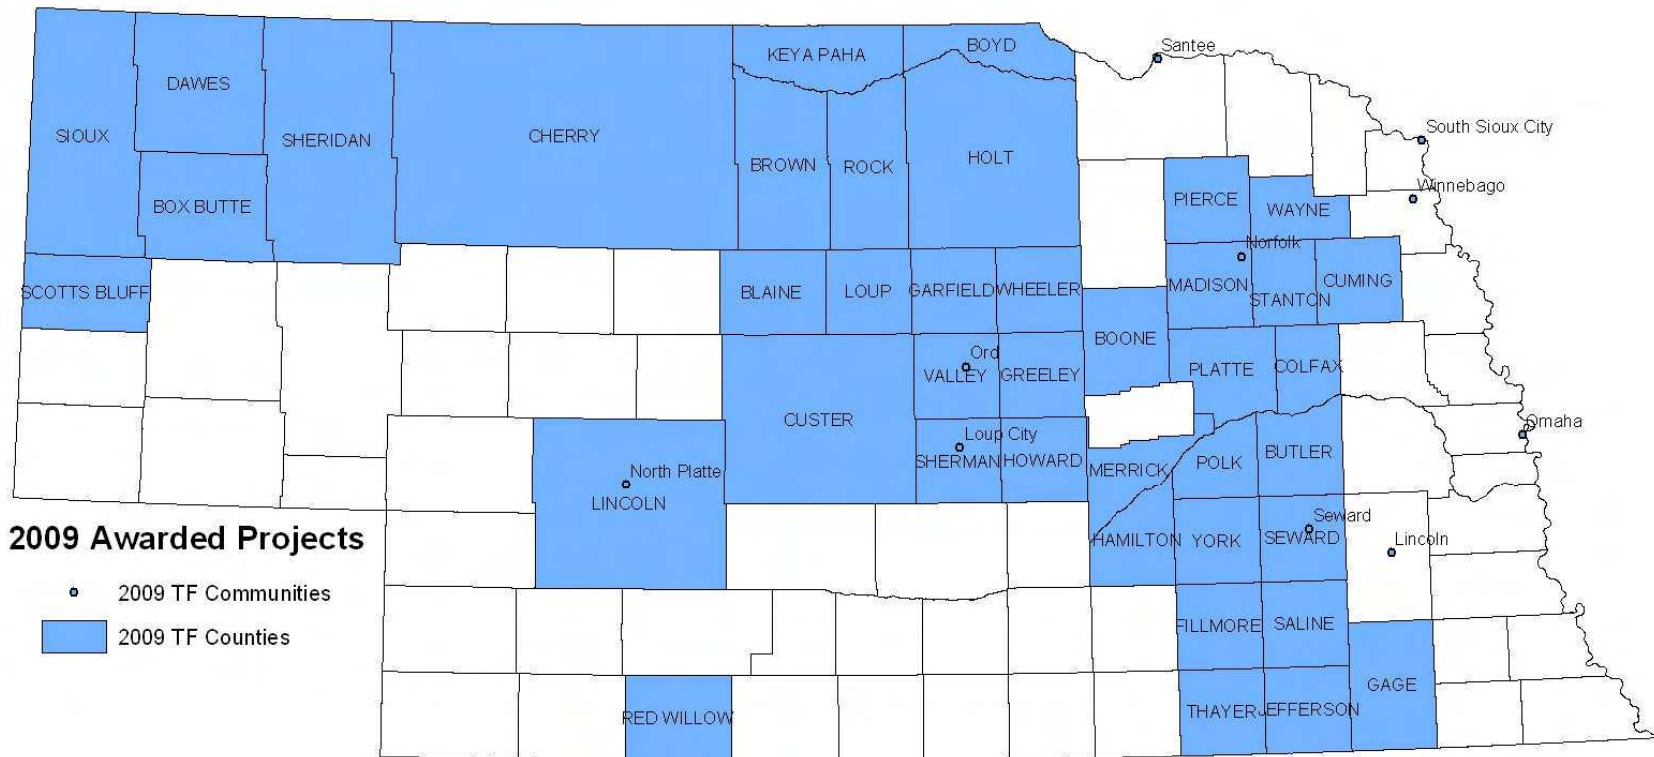 KEYA PAHA
BOYD
Santee
DAWES
SIOUX
SHERIDAN
CHERRY
BROWN
ROCK
HOLT
South Sioux City
BOX BUTTE
PIERCE
WAYNE
Winnebago
Norfolk
SCOTTS BLUFF
BLAINE
LOUP
GARFIELD
WHEELER
MADISON
STANTON
CUMING
BOONE
Ord
VALLEY
GREELEY
PLATTE
COLFAX
CUSTER
Loup City
SHERMAN
HOWARD
MERRICK
POLK
BUTLER
Omaha
North Platte
LINCOLN
HAMILTON
YORK
Seward
SEWARD
Lincoln
2009 Awarded Projects
2009 TF Communities
2009 TF Counties
FILLMORE
SALINE
GAGE
RED WILLOW
THAYER
JEFFERSON